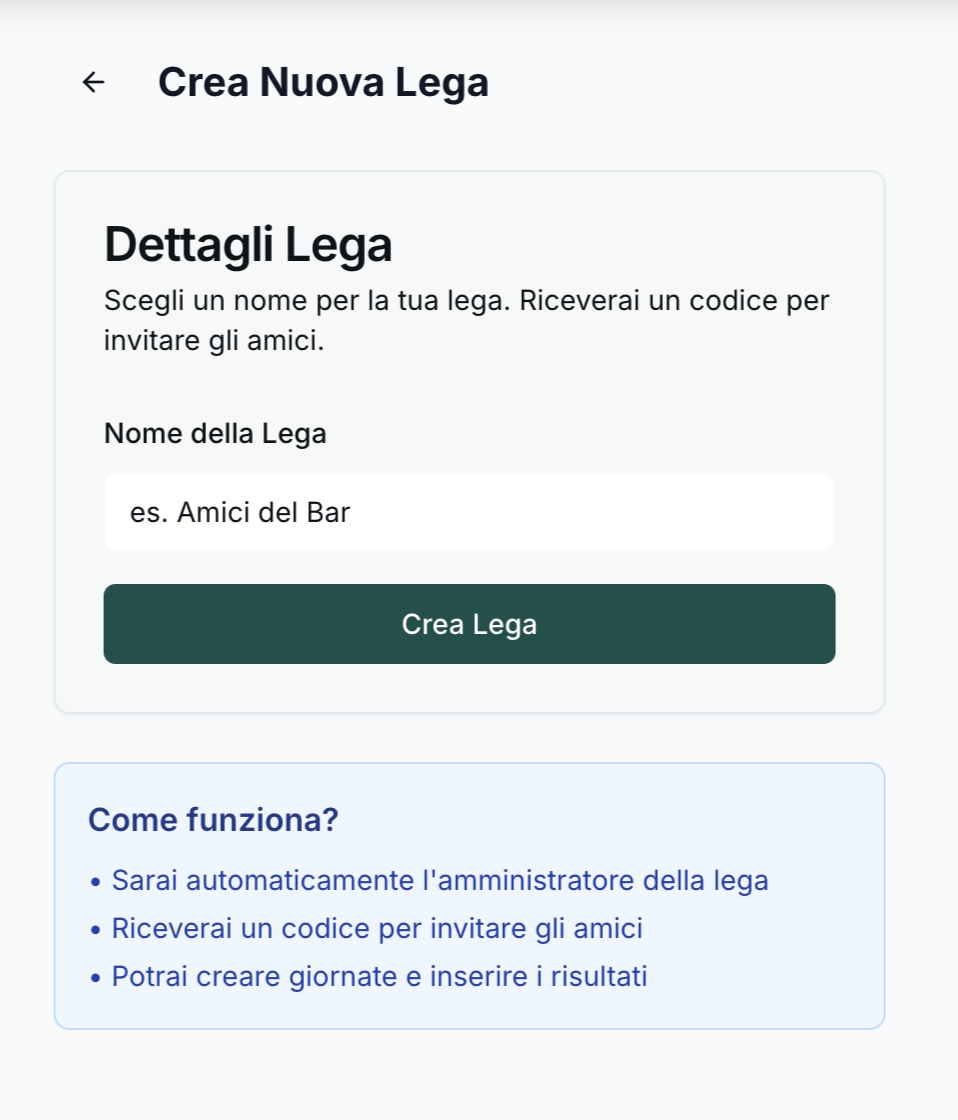 Crea Nuova Lega
Dettagli Lega
Scegli un nome per la tua lega. Riceverai un codice per
invitare gli amici.
Nome della Lega
es. Amici del Bar
Crea Lega
Come funziona?
• Sarai automaticamente l'amministratore della lega
• Riceverai un codice per invitare gli amici
• Potrai creare giornate e inserire i risultati